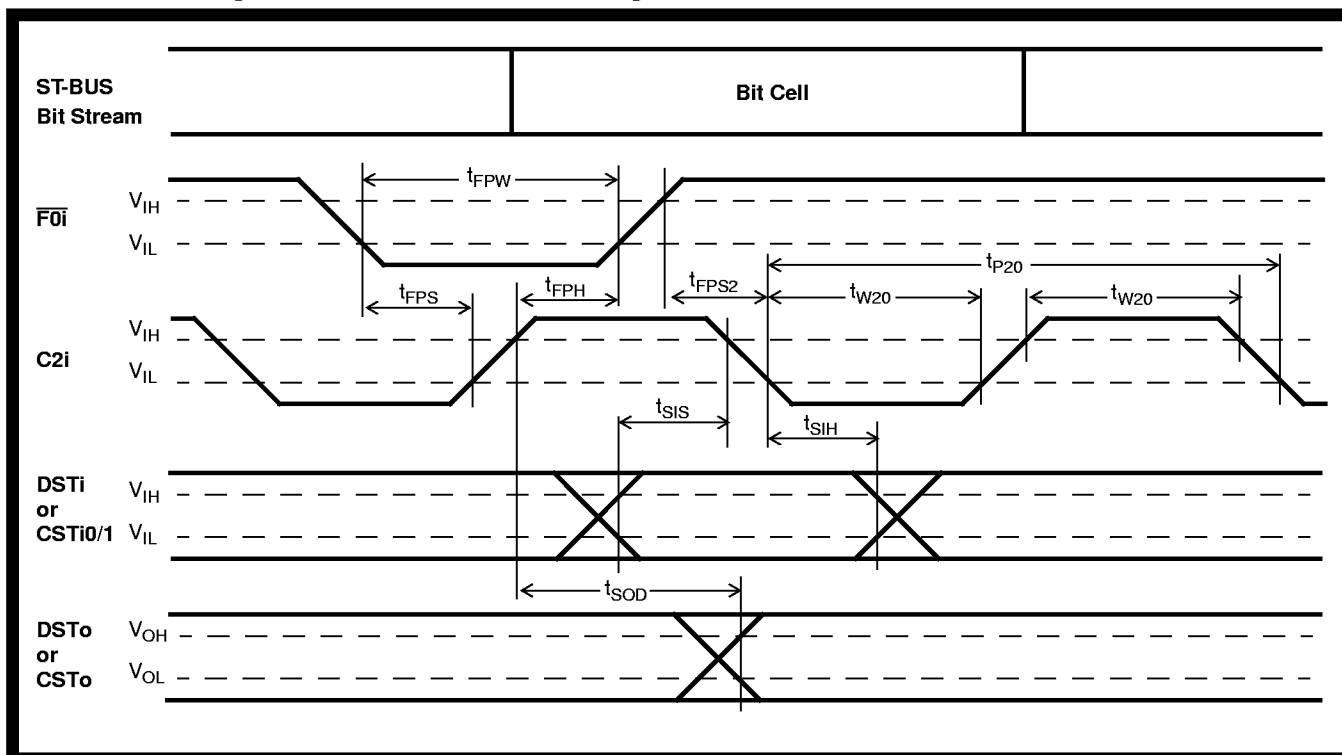 ST-BUS
Bit Stream
Bit Cell
tFPW
F0i
VIH
VIL
tP20
tFPS
tFPH
tFPS2
tW20
tW20
C2i
VIH
VIL
tSIS
tSIH
DSTi
or
CSTi0/1
VIH
VIL
tSOD
DSTo
or
CSTo
VOH
VOL